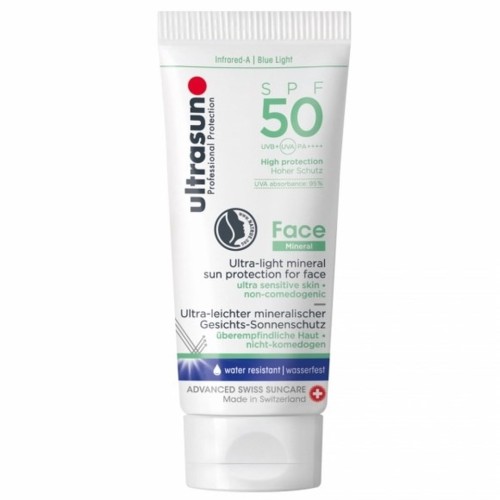 Infrared-A | Blue Light
SPF
50
UVB+ UVA PA++++
High protection
Hoher Schutz
UVA absorbance: 95%
ultrasun
Professional Protection
Face
Mineral
Ultra-light mineral
sun protection for face
ultra sensitive skin •
non-comedogenic
Ultra-leichter mineralischer
Gesichts-Sonnenschutz
überempfindliche Haut •
nicht-komedogen
water resistant | wasserfest
ADVANCED SWISS SUNCARE
Made in Switzerland